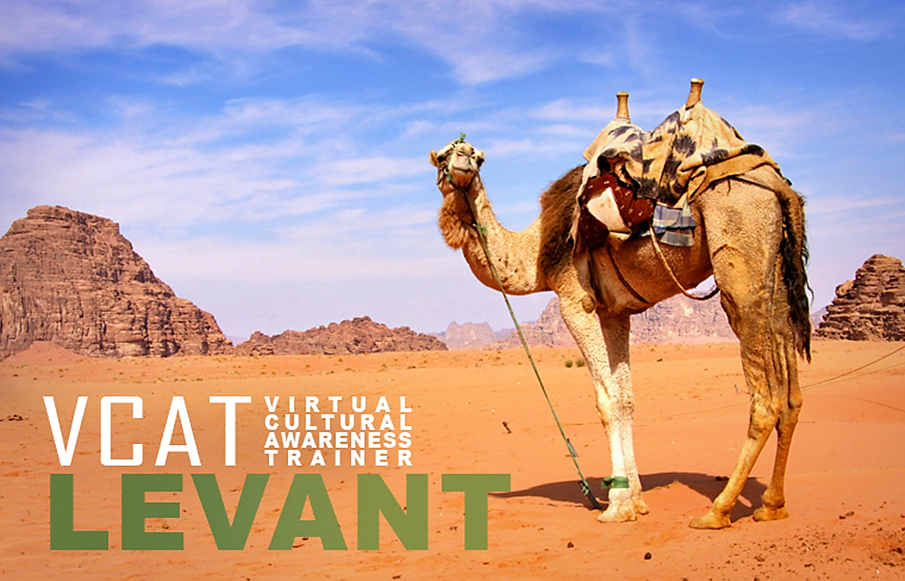 VCAT
VIRTUAL
CULTURAL
AWARENESS
TRAINER
LEVANT